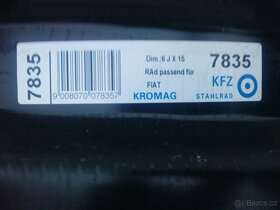 7835
Dim.:6 J X 15
RAd passend für
FIAT
KROMAG
9 008070 078357
7835
KFZ
STAHLRAD
Bazos.cz